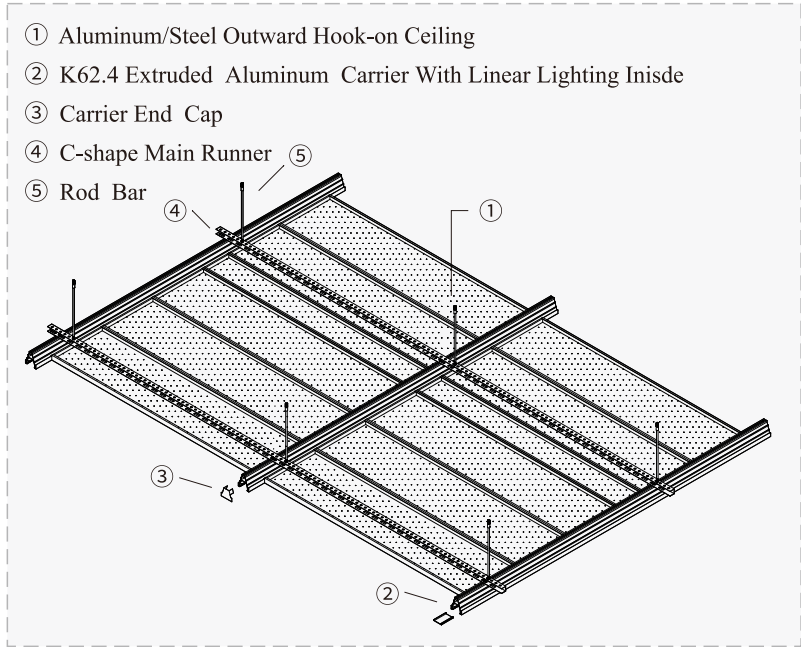 ① Aluminum/Steel Outward Hook-on Ceiling
② K62.4 Extruded Aluminum Carrier With Linear Lighting Inisde
③ Carrier End Cap
④ C-shape Main Runner
⑤ Rod Bar
⑤
④
①
③
②